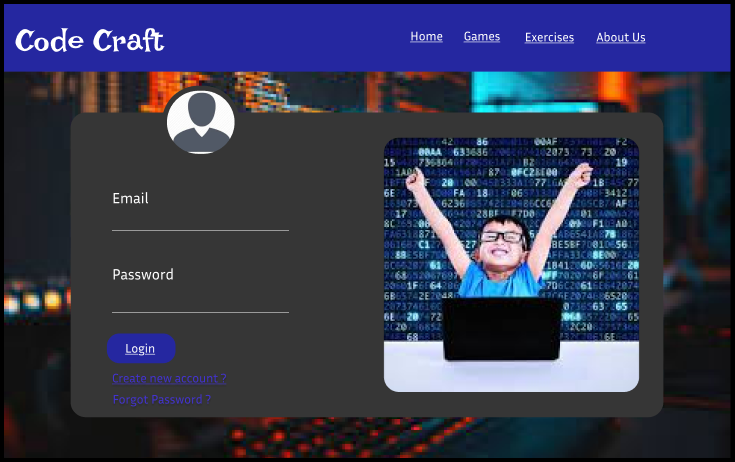 Code Craft
Home Games Exercises About Us
Email
Password
Login
Create new account ?
Forgot Password ?